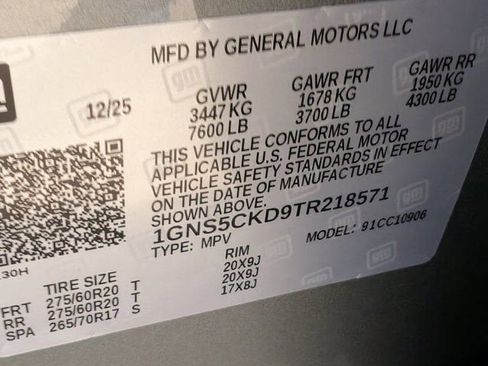 MFD BY GENERAL MOTORS LLC
gm
12/25
GVWR
3447 KG
7600 LB
GAWR FRT
1678 KG
3700 LB
GAWR RR
1950 KG
4300 LB
THIS VEHICLE CONFORMS TO ALL
APPLICABLE U.S. FEDERAL MOTOR
VEHICLE SAFETY STANDARDS IN EFFECT
ON THE DATE OF MANUFACTURE
1GNS5CKD9TR218571
TYPE: MPV
MODEL: 91CC10906
30H
TIRE SIZE
RIM
FRT 275/60R20 T 20X9J
RR 275/60R20 T 20X9J
SPA 265/70R17 S 17X8J